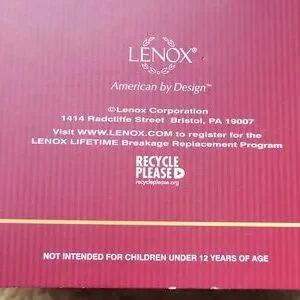 LENOX®
American by Design™
©Lenox Corporation
1414 Radcliffe Street Bristol, PA 19007
Visit WWW.LENOX.COM to register for the
LENOX LIFETIME Breakage Replacement Program
RECYCLE
PLEASE
recycleplease.org
NOT INTENDED FOR CHILDREN UNDER 12 YEARS OF AGE